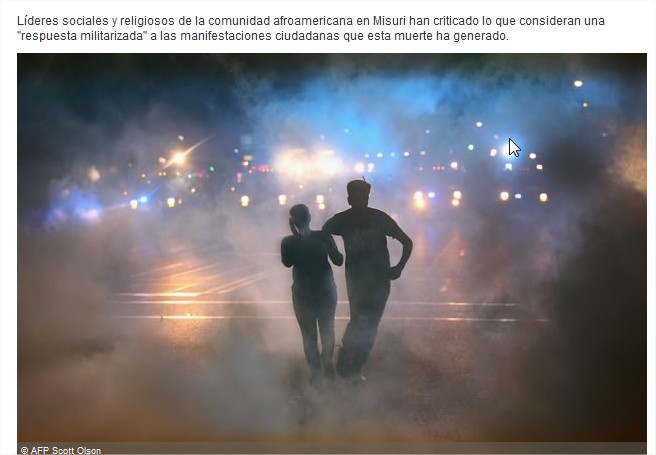 Líderes sociales y religiosos de la comunidad afroamericana en Misuri han criticado lo que consideran una
"respuesta militarizada" a las manifestaciones ciudadanas que esta muerte ha generado.
© AFP Scott Olson